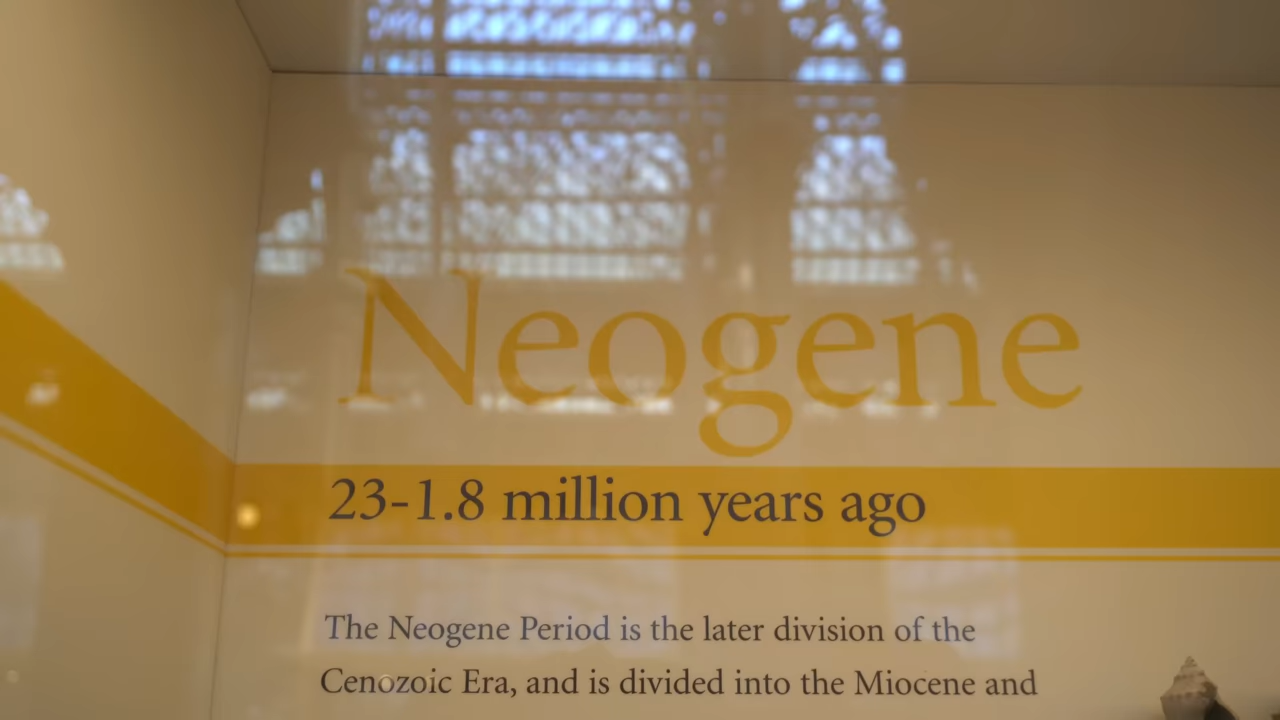 Neogene
23-1.8 million years ago
The Neogene Period is the later division of the
Cenozoic Era, and is divided into the Miocene and